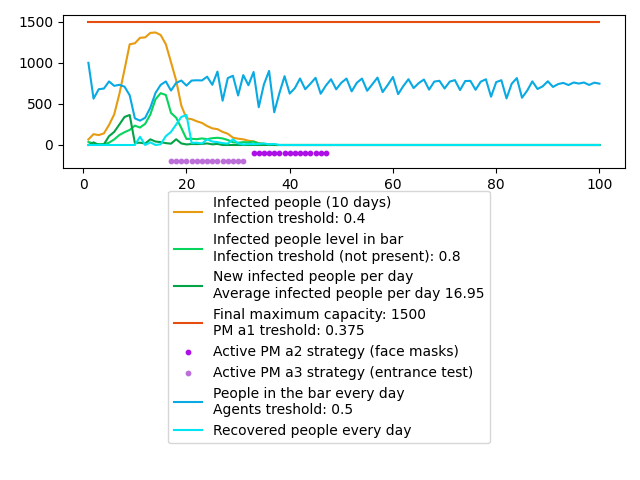 1500
1000
500
0
0
20
40
60
80
100
Infected people (10 days)
Infection treshold: 0.4
Infected people level in bar
Infection treshold (not present): 0.8
New infected people per day
Average infected people per day 16.95
Final maximum capacity: 1500
PM a1 treshold: 0.375
Active PM a2 strategy (face masks)
Active PM a3 strategy (entrance test)
People in the bar every day
Agents treshold: 0.5
Recovered people every day